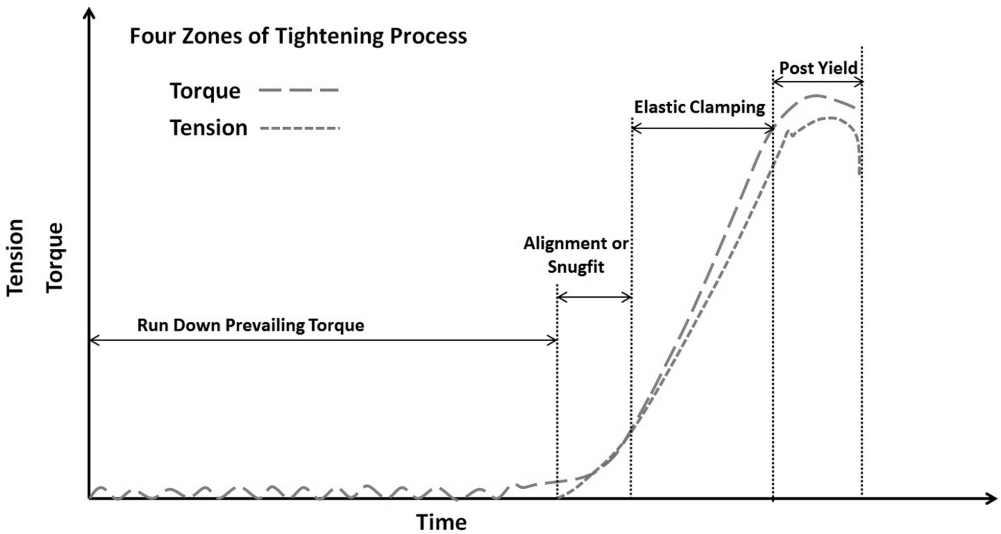 Four Zones of Tightening Process
Torque
Tension
Post Yield
Elastic Clamping
Alignment or
Snugfit
Run Down Prevailing Torque
Tension
Torque
Time